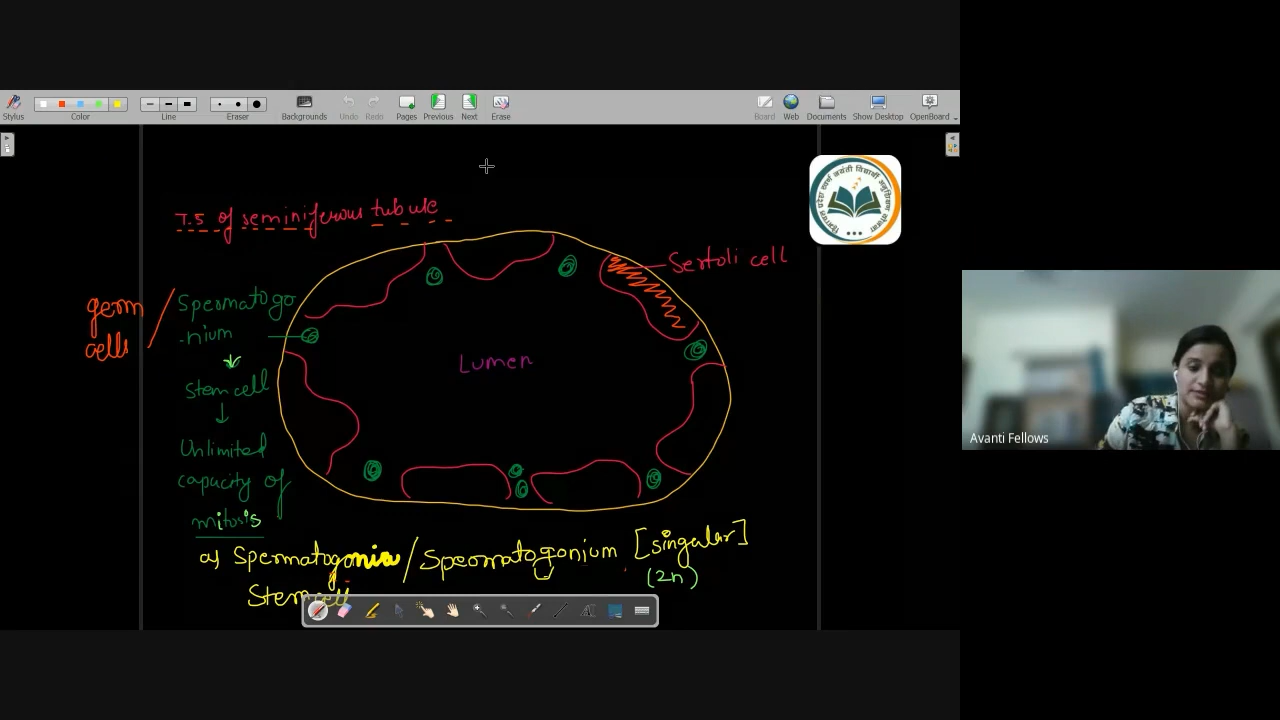 Stylus
Color
Line
Eraser
Backgrounds
Undo
Redo
Pages
Previous
Next
Erase
Board
Web
Documents
Show Desktop
OpenBoard
T.S of seminiferous tubule
Sertoli cell
germ
cells
/
Spermatogo
-nium
Stem cell
Unlimited
capacity of
mitosis
Lumen
a) Spermatogonia / Spermatogonium [singular]
(2n)
Stem cell
Avanti Fellows